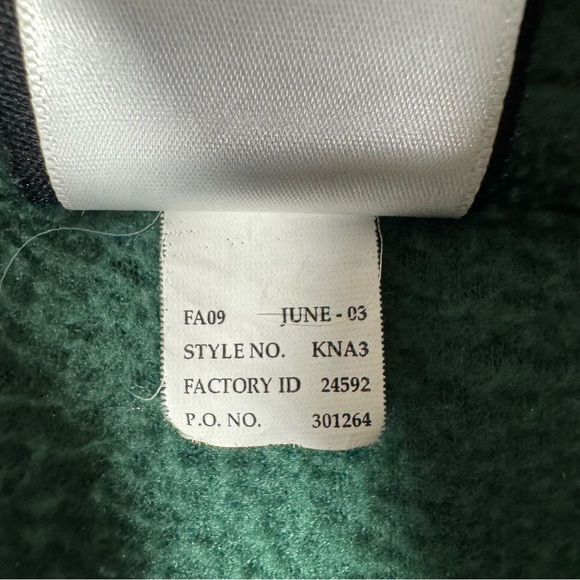 FA09 JUNE - 03
STYLE NO. KNA3
FACTORY ID 24592
P.O. NO. 301264